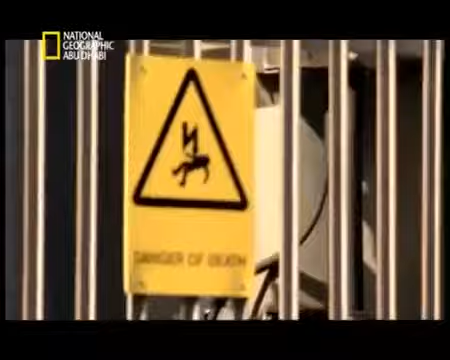 NATIONAL
GEOGRAPHIC
ABU DHABI
DANGER OF DEATH